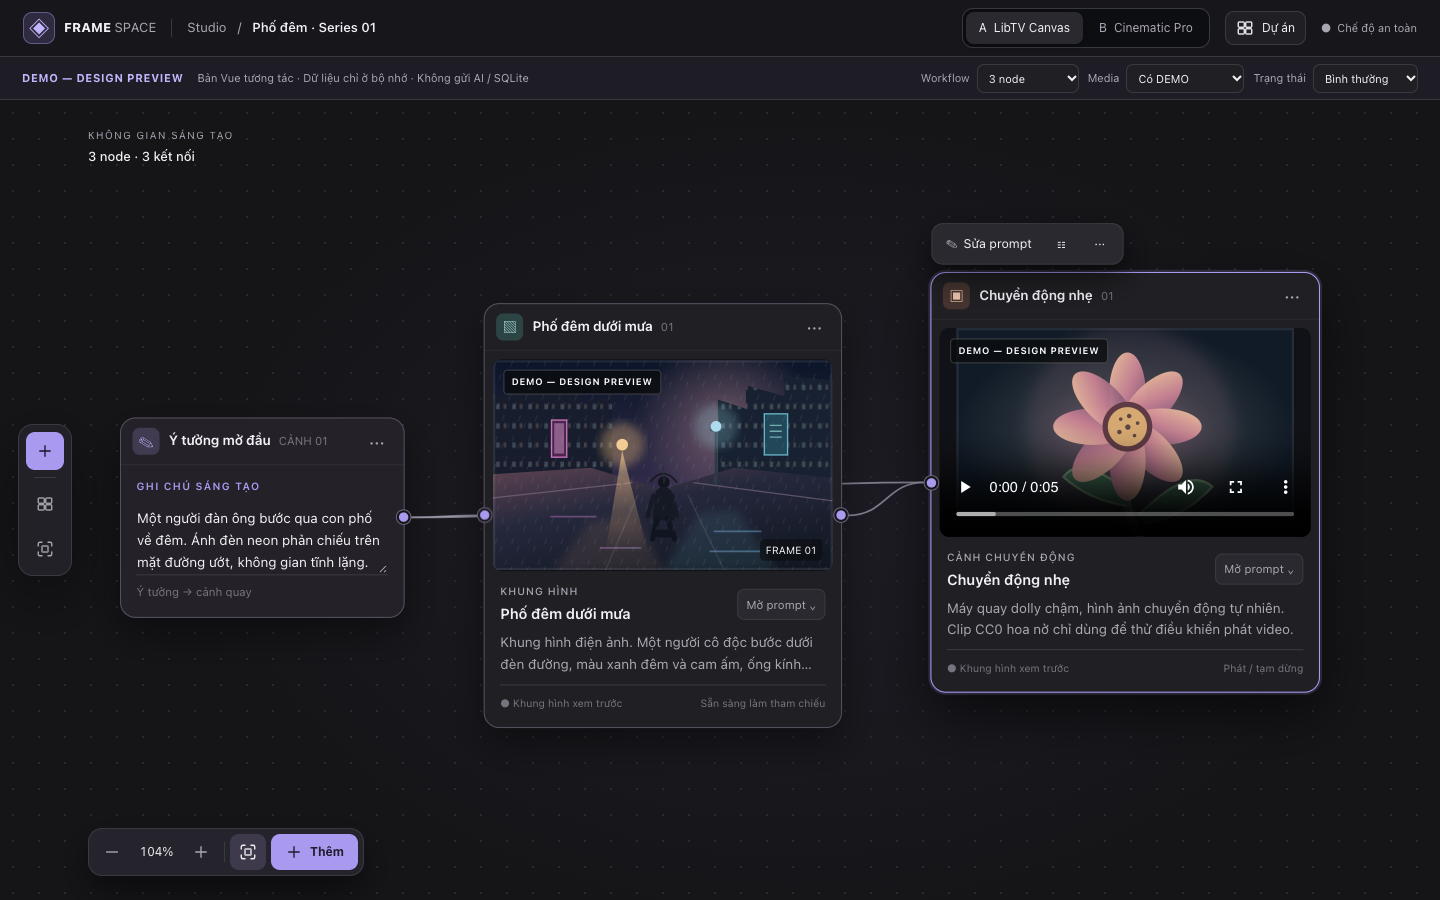 FRAME SPACE
Studio / Phố đêm · Series 01
A LibTV Canvas
B Cinematic Pro
Dự án
Chế độ an toàn
DEMO — DESIGN PREVIEW
Bản Vue tương tác · Dữ liệu chỉ ở bộ nhớ · Không gửi AI / SQLite
Workflow
3 node
Media
Có DEMO
Trạng thái
Bình thường
KHÔNG GIAN SÁNG TẠO
3 node · 3 kết nối
Sửa prompt
Chuyển động nhẹ 01
DEMO — DESIGN PREVIEW
0:00 / 0:05
CẢNH CHUYỂN ĐỘNG
Chuyển động nhẹ
Mở prompt
Máy quay dolly chậm, hình ảnh chuyển động tự nhiên.
Clip CC0 hoa nở chỉ dùng để thử điều khiển phát video.
Khung hình xem trước
Phát / tạm dừng
Phố đêm dưới mưa 01
DEMO — DESIGN PREVIEW
FRAME 01
KHUNG HÌNH
Phố đêm dưới mưa
Mở prompt
Khung hình điện ảnh. Một người cô độc bước dưới
đèn đường, màu xanh đêm và cam ấm, ống kính...
Khung hình xem trước
Sẵn sàng làm tham chiếu
Ý tưởng mở đầu CẢNH 01
GHI CHÚ SÁNG TẠO
Một người đàn ông bước qua con phố
về đêm. Ánh đèn neon phản chiếu trên
mặt đường ướt, không gian tĩnh lặng.
Ý tưởng → cảnh quay
104%
Thêm